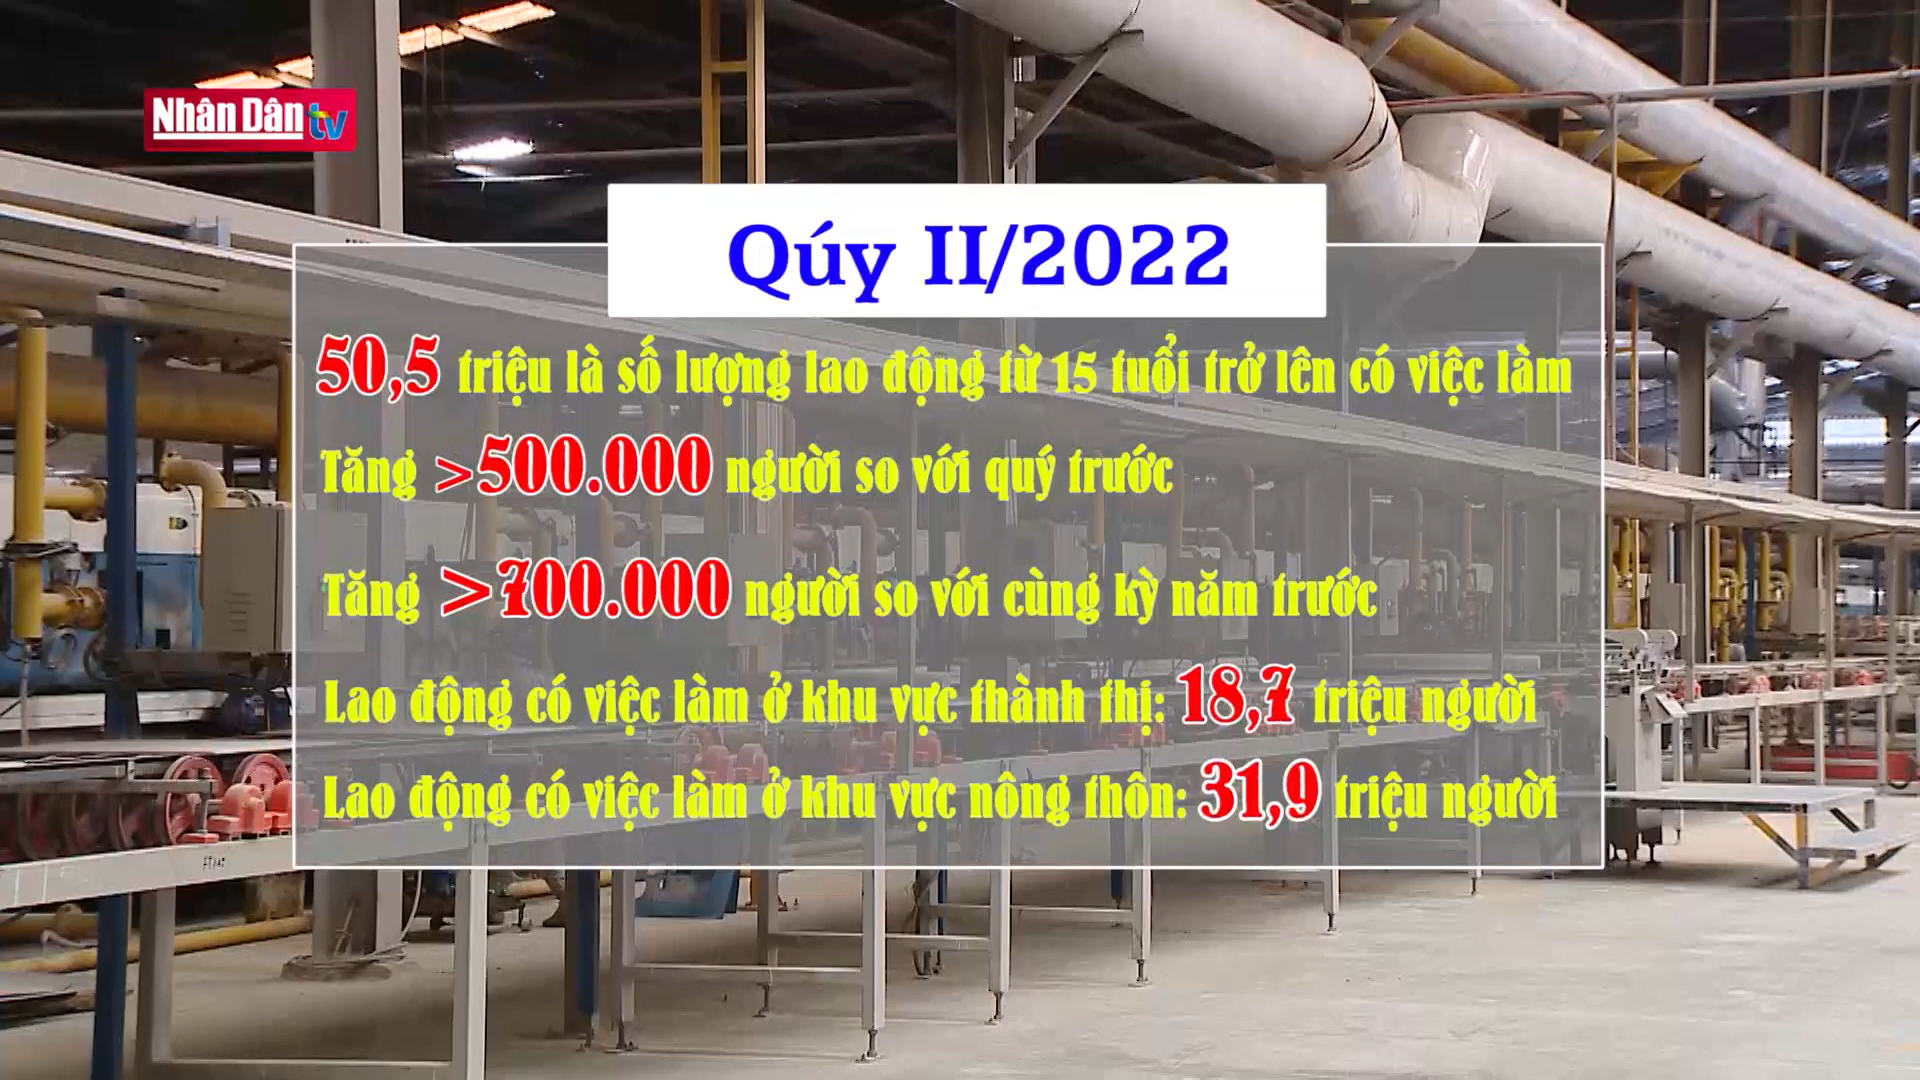 Nhân Dân tv
Qúy II/2022
50,5 triệu là số lượng lao động từ 15 tuổi trở lên có việc làm
Tăng >500.000 người so với quý trước
Tăng >700.000 người so với cùng kỳ năm trước
Lao động có việc làm ở khu vực thành thị: 18,7 triệu người
Lao động có việc làm ở khu vực nông thôn: 31,9 triệu người